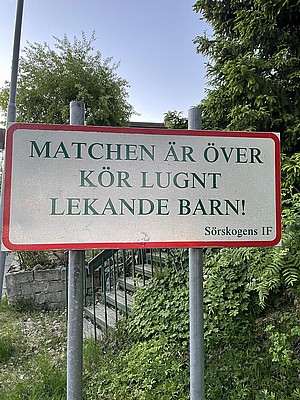 MATCHEN ÄR ÖVER
KÖR LUGNT
LEKANDE BARN!
Sörskogens IF